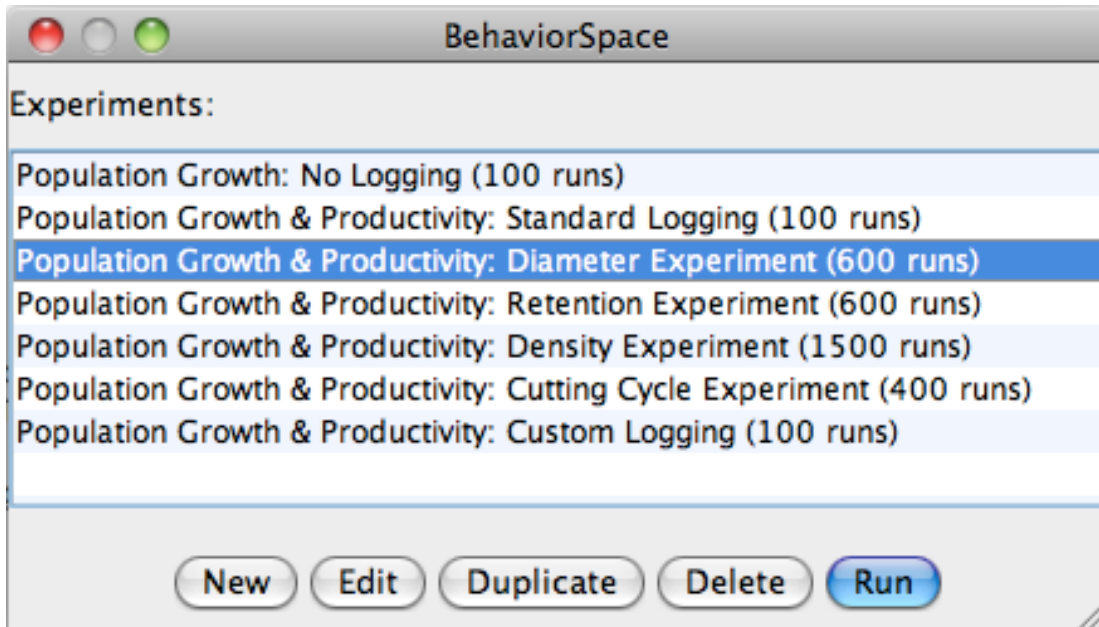 BehaviorSpace
Experiments:
Population Growth: No Logging (100 runs)
Population Growth & Productivity: Standard Logging (100 runs)
Population Growth & Productivity: Diameter Experiment (600 runs)
Population Growth & Productivity: Retention Experiment (600 runs)
Population Growth & Productivity: Density Experiment (1500 runs)
Population Growth & Productivity: Cutting Cycle Experiment (400 runs)
Population Growth & Productivity: Custom Logging (100 runs)
New Edit Duplicate Delete Run